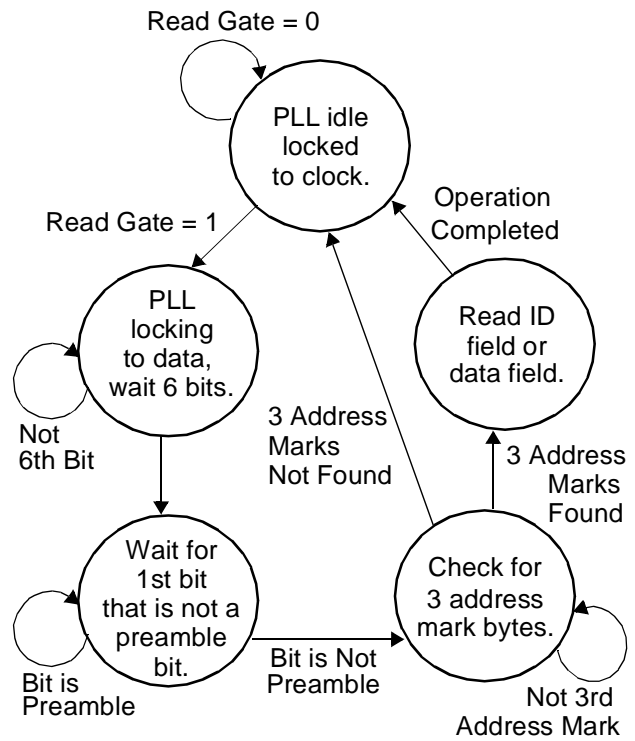 Read Gate = 0
PLL idle
locked
to clock.
Read Gate = 1
Operation
Completed
PLL
locking
to data,
wait 6 bits.
Read ID
field or
data field.
Not
6th Bit
3 Address
Marks
Not Found
3 Address
Marks
Found
Wait for
1st bit
that is not a
preamble
bit.
Check for
3 address
mark bytes.
Bit is
Preamble
Bit is Not
Preamble
Not 3rd
Address Mark